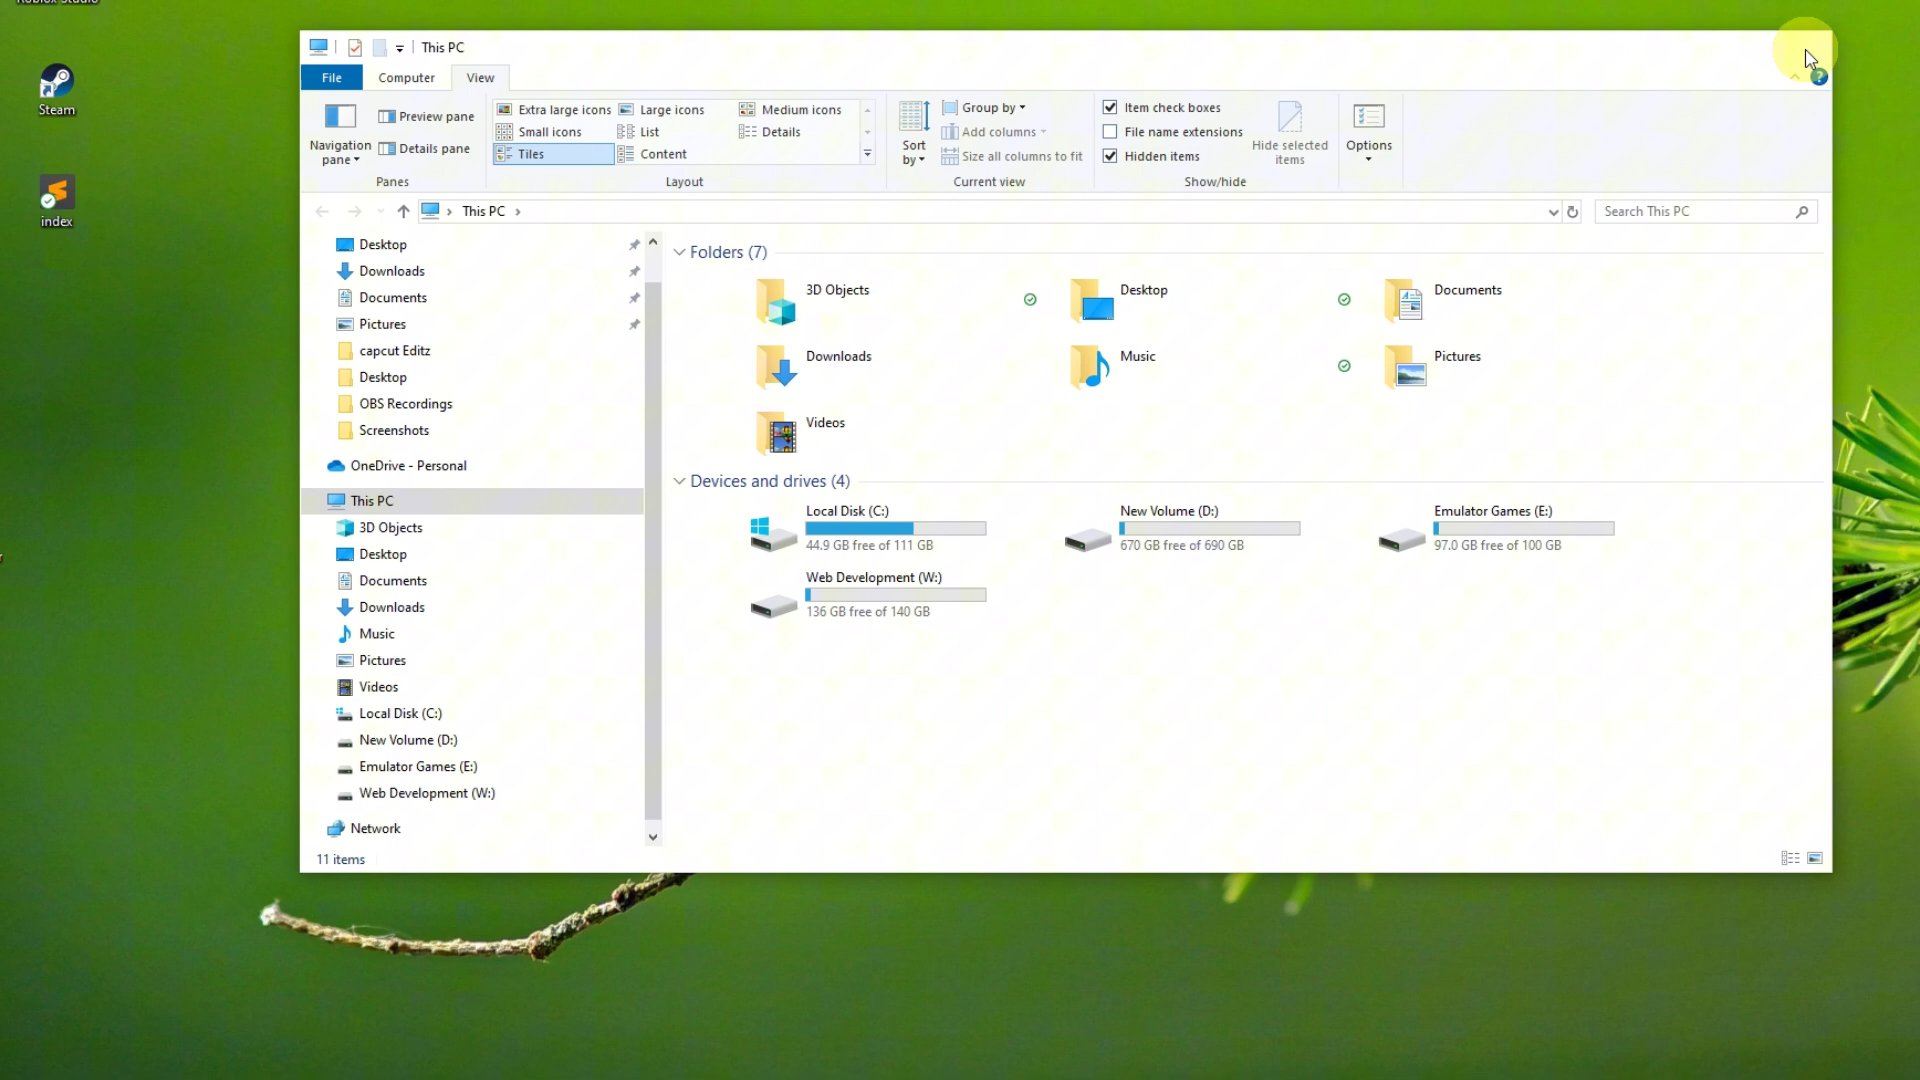 Steam
index
This PC
File
Computer
View
Navigation
pane
Preview pane
Details pane
Panes
Extra large icons
Large icons
Medium icons
Small icons
List
Details
Tiles
Content
Layout
Sort
by
Group by
Add columns
Size all columns to fit
Current view
Item check boxes
File name extensions
Hidden items
Hide selected
items
Show/hide
Options
This PC
Search This PC
Desktop
Downloads
Documents
Pictures
capcut Editz
Desktop
OBS Recordings
Screenshots
OneDrive - Personal
This PC
3D Objects
Desktop
Documents
Downloads
Music
Pictures
Videos
Local Disk (C:)
New Volume (D:)
Emulator Games (E:)
Web Development (W:)
Network
Folders (7)
3D Objects
Desktop
Documents
Downloads
Music
Pictures
Videos
Devices and drives (4)
Local Disk (C:)
44.9 GB free of 111 GB
New Volume (D:)
670 GB free of 690 GB
Emulator Games (E:)
97.0 GB free of 100 GB
Web Development (W:)
136 GB free of 140 GB
11 items